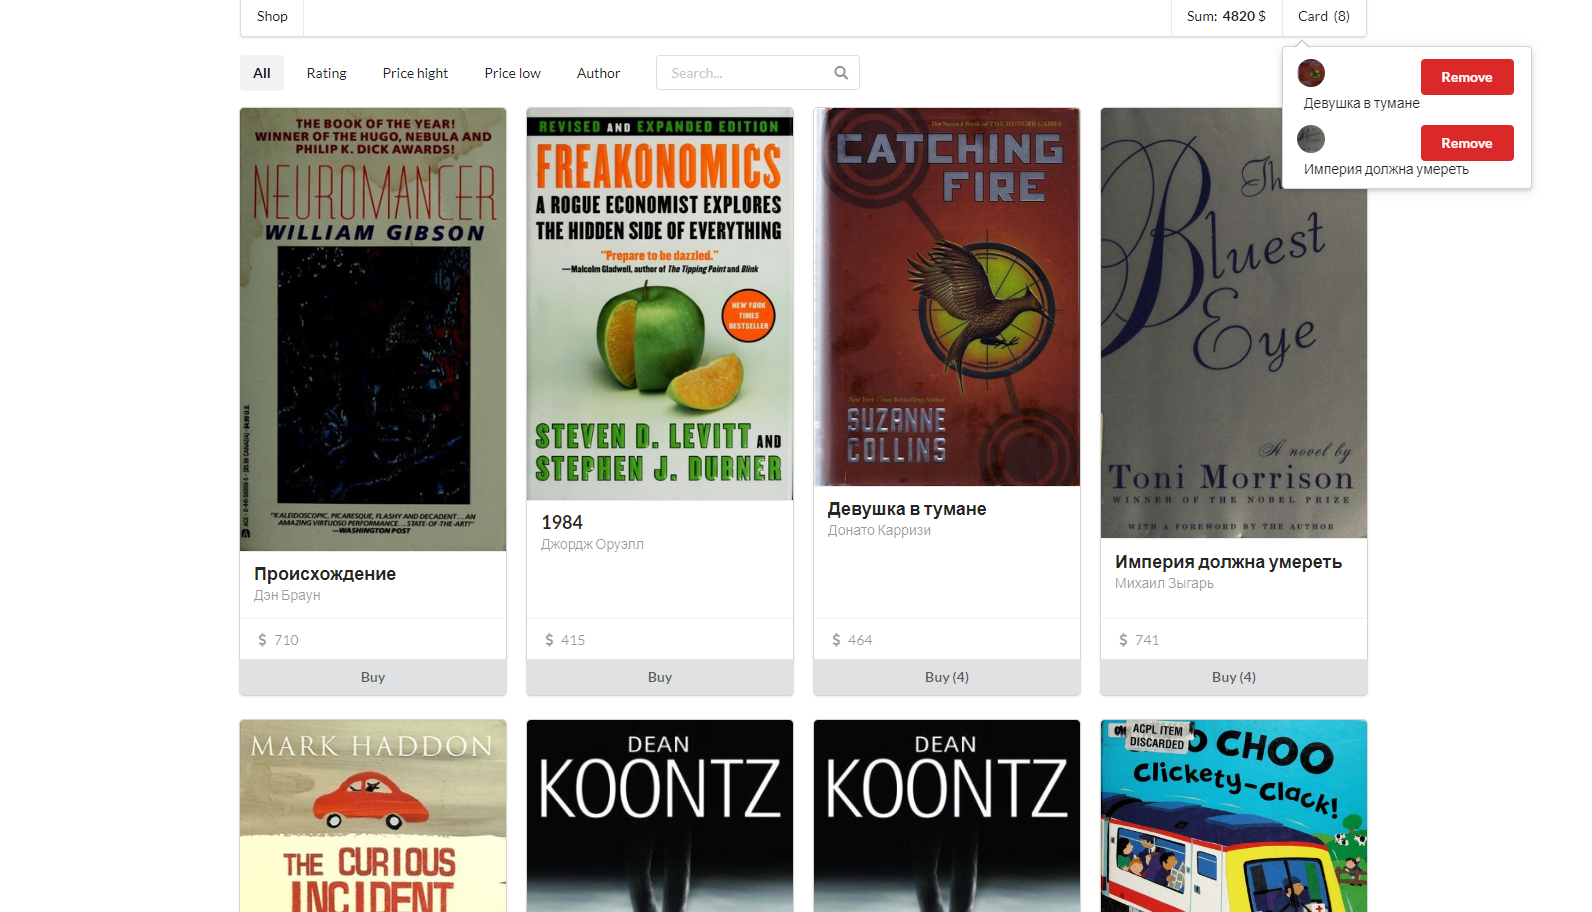 Shop
Sum: 4820 $
Card (8)
All
Rating
Price hight
Price low
Author
Search...
Remove
Девушка в тумане
Remove
Империя должна умереть
THE BOOK OF THE YEAR!
WINNER OF THE HUGO, NEBULA AND
PHILIP K. DICK AWARDS!
NEUROMANCER
WILLIAM GIBSON
"KALEIDOSCOPIC, PICARESQUE, FLASHY AND DECADENT...AN
AMAZING VIRTUOSO PERFORMANCE...STATE-OF-THE-ART!"
—WASHINGTON POST
Происхождение
Дэн Браун
$ 710
Buy
REVISED AND EXPANDED EDITION
FREAKONOMICS
A ROGUE ECONOMIST EXPLORES
THE HIDDEN SIDE OF EVERYTHING
"Prepare to be dazzled."
—Malcolm Gladwell, author of The Tipping Point and Blink
NEW YORK
TIMES
BESTSELLER
STEVEN D. LEVITT AND
STEPHEN J. DUBNER
1984
Джордж Оруэлл
$ 415
Buy
The Second Book of THE HUNGER GAMES
CATCHING
FIRE
New York Times Bestselling Author
SUZANNE
COLLINS
Девушка в тумане
Донато Карризи
$ 464
Buy (4)
Th
Bluest
Eye
A novel by
Toni Morrison
WINNER OF THE NOBEL PRIZE
WITH A FOREWORD BY THE AUTHOR
Империя должна умереть
Михаил Зыгарь
$ 741
Buy (4)
MARK HADDON
THE CURIOUS
INCIDENT
DEAN
KOONTZ
DEAN
KOONTZ
ACPL ITEM
DISCARDED
O CHOO
Clickety-Clack!